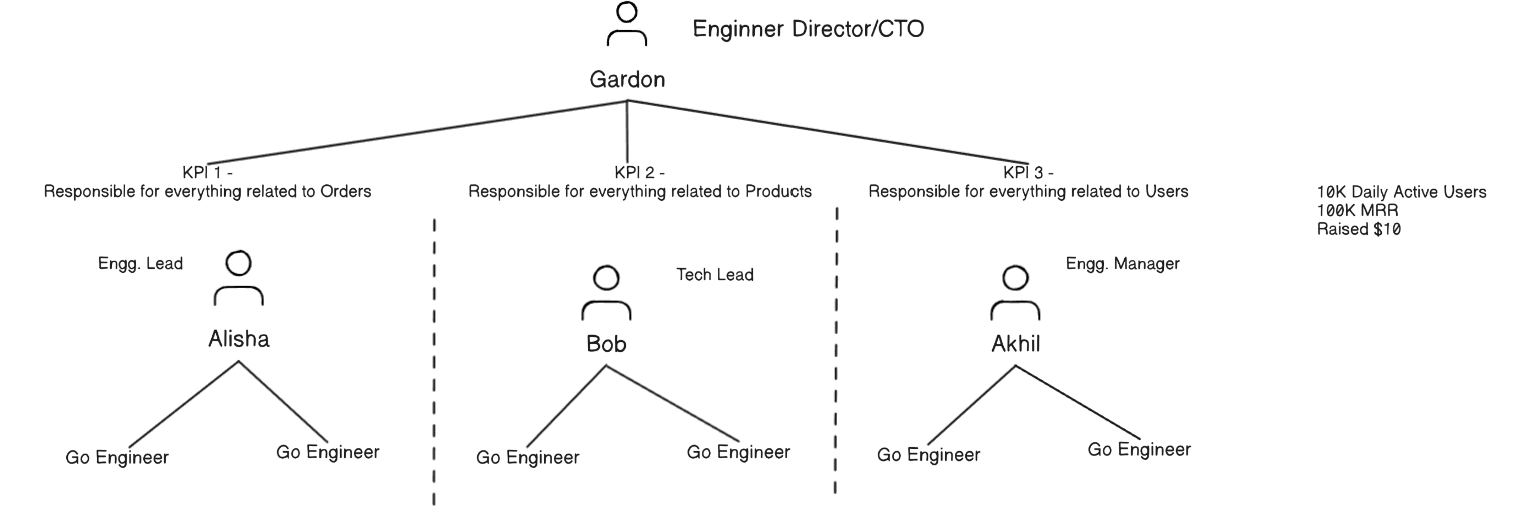 Enginner Director/CTO
Gardon
KPI 1 -
Responsible for everything related to Orders
KPI 2 -
Responsible for everything related to Products
KPI 3 -
Responsible for everything related to Users
10K Daily Active Users
100K MRR
Raised $10
Engg. Lead
Alisha
Go Engineer
Go Engineer
Tech Lead
Bob
Go Engineer
Go Engineer
Engg. Manager
Akhil
Go Engineer
Go Engineer